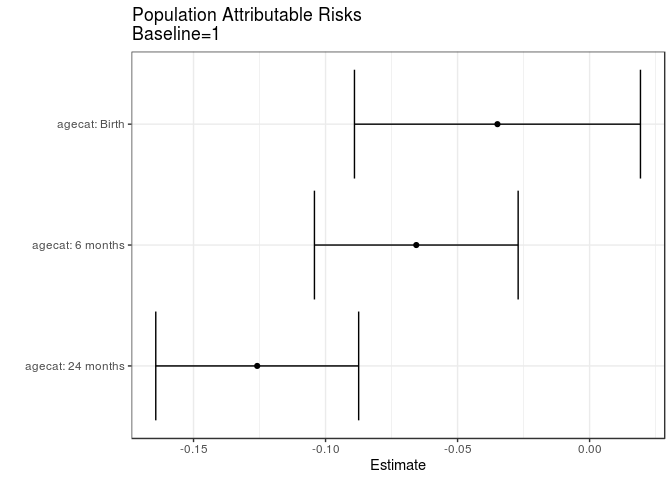 Population Attributable Risks
Baseline=1
agecat: Birth
agecat: 6 months
agecat: 24 months
-0.15 -0.10 -0.05 0.00
Estimate